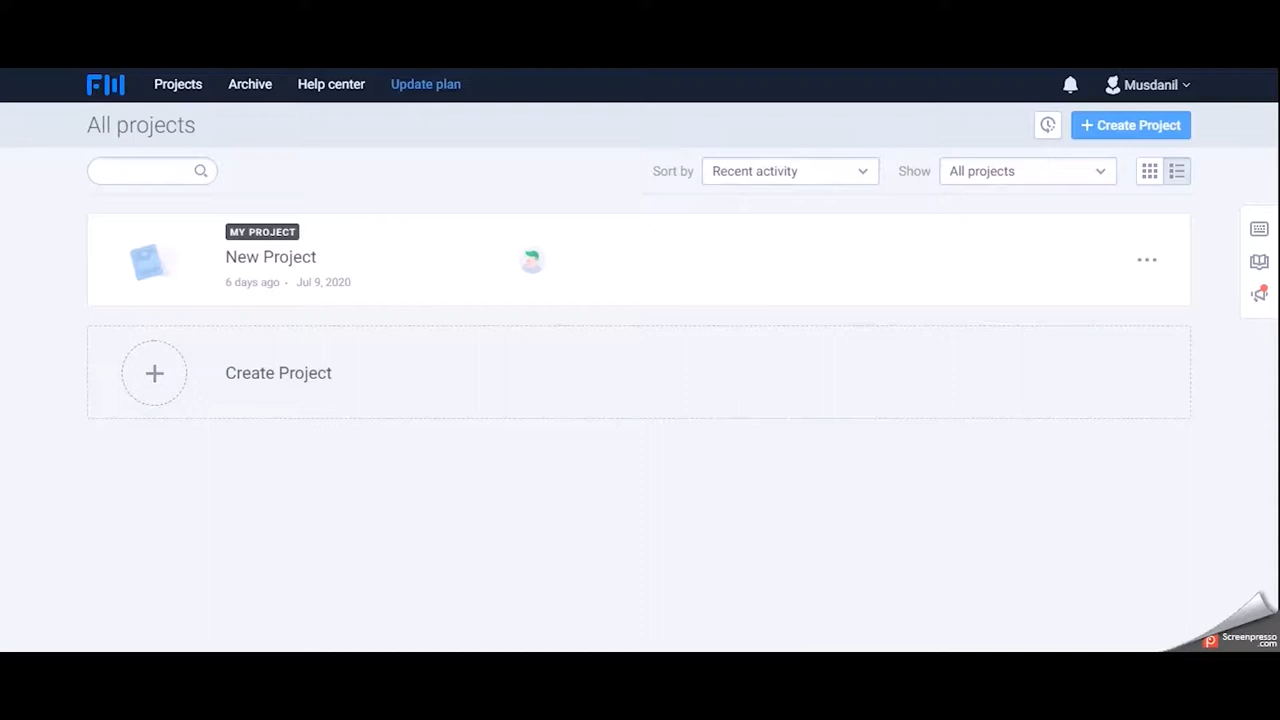 FM Projects Archive Help center Update plan Musdanil
All projects
+ Create Project
Sort by Recent activity Show All projects
MY PROJECT
New Project
6 days ago · Jul 9, 2020
+ Create Project
Screenpresso
.com